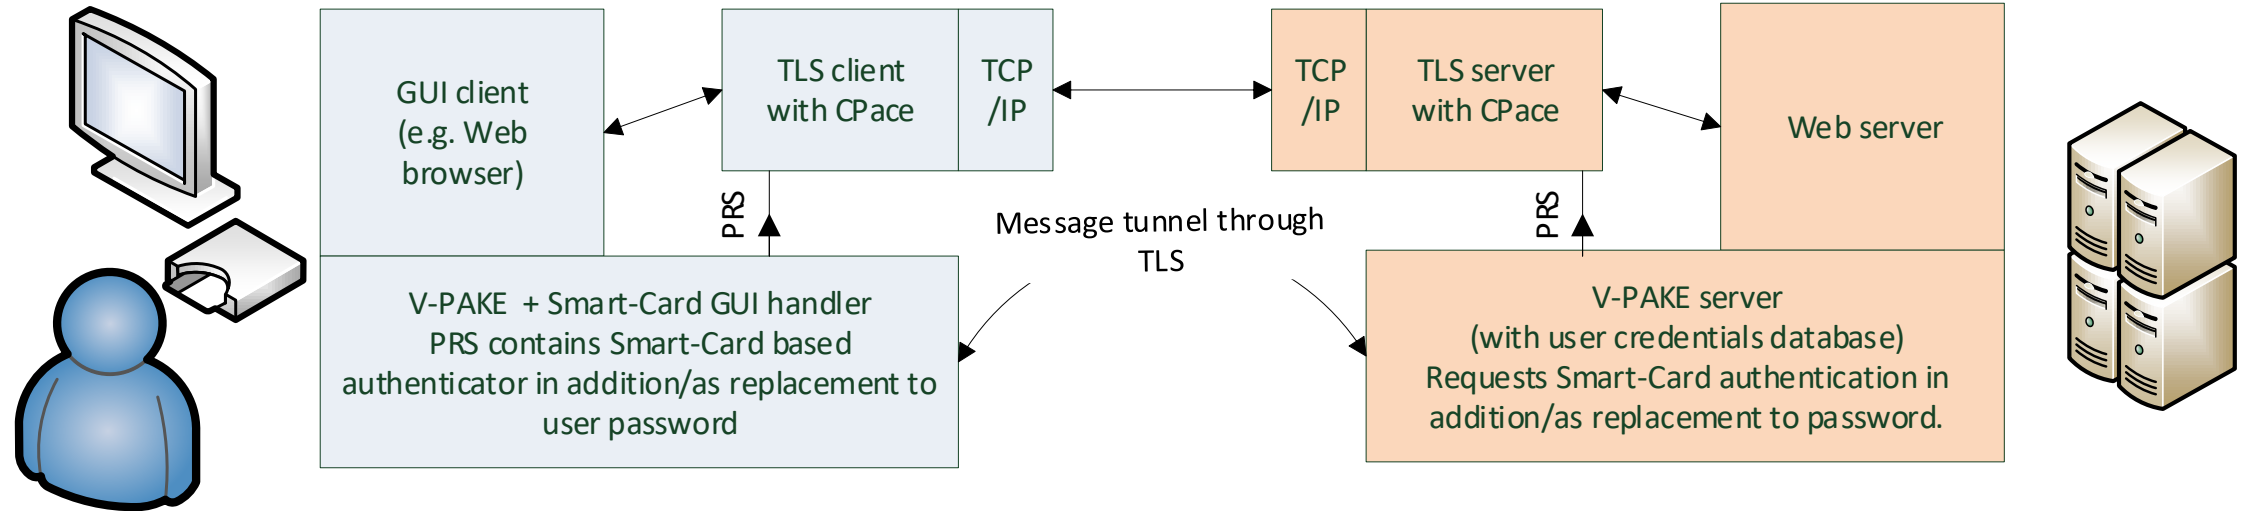 GUI client
(e.g. Web
browser)
TLS client
with CPace
TCP
/IP
TCP
/IP
TLS server
with CPace
Web server
PRS
Message tunnel through
TLS
PRS
V-PAKE + Smart-Card GUI handler
PRS contains Smart-Card based
authenticator in addition/as replacement to
user password
V-PAKE server
(with user credentials database)
Requests Smart-Card authentication in
addition/as replacement to password.